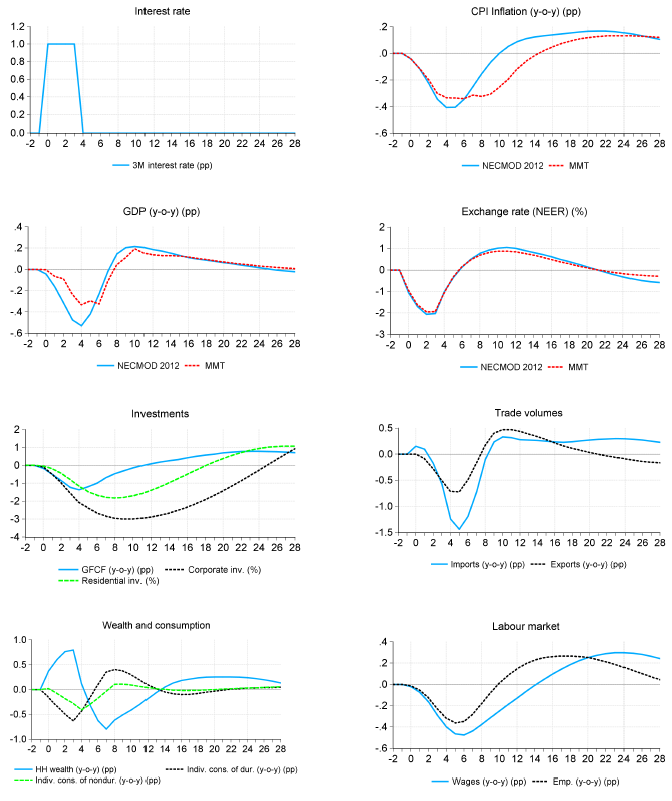 Interest rate
1.2
1.0
0.8
0.6
0.4
0.2
0.0
-2 0 2 4 6 8 10 12 14 16 18 20 22 24 26 28
3M interest rate (pp)
CPI Inflation (y-o-y) (pp)
.2
.0
-.2
-.4
-.6
-2 0 2 4 6 8 10 12 14 16 18 20 22 24 26 28
NECMOD 2012 MMT
GDP (y-o-y) (pp)
.4
.2
.0
-.2
-.4
-.6
-2 0 2 4 6 8 10 12 14 16 18 20 22 24 26 28
NECMOD 2012 MMT
Exchange rate (NEER) (%)
2
1
0
-1
-2
-3
-2 0 2 4 6 8 10 12 14 16 18 20 22 24 26 28
NECMOD 2012 MMT
Investments
2
1
0
-1
-2
-3
-4
-2 0 4 8 12 16 20 24 28
GFCF (y-o-y) (pp) Corporate inv. (%)
Residential inv. (%)
Trade volumes
0.5
0.0
-0.5
-1.0
-1.5
-2 0 2 4 6 8 10 12 14 16 18 20 22 24 26 28
Imports (y-o-y) (pp) Exports (y-o-y) (pp)
Wealth and consumption
1.0
0.5
0.0
-0.5
-1.0
-2 0 2 4 6 8 10 12 14 16 18 20 22 24 26 28
HH wealth (y-o-y) (pp) Indiv. cons. of dur. (y-o-y) (pp)
Indiv. cons. of nondur. (y-o-y) (pp)
Labour market
.4
.2
.0
-.2
-.4
-.6
-2 0 2 4 6 8 10 12 14 16 18 20 22 24 26 28
Wages (y-o-y) (pp) Emp. (y-o-y) (pp)